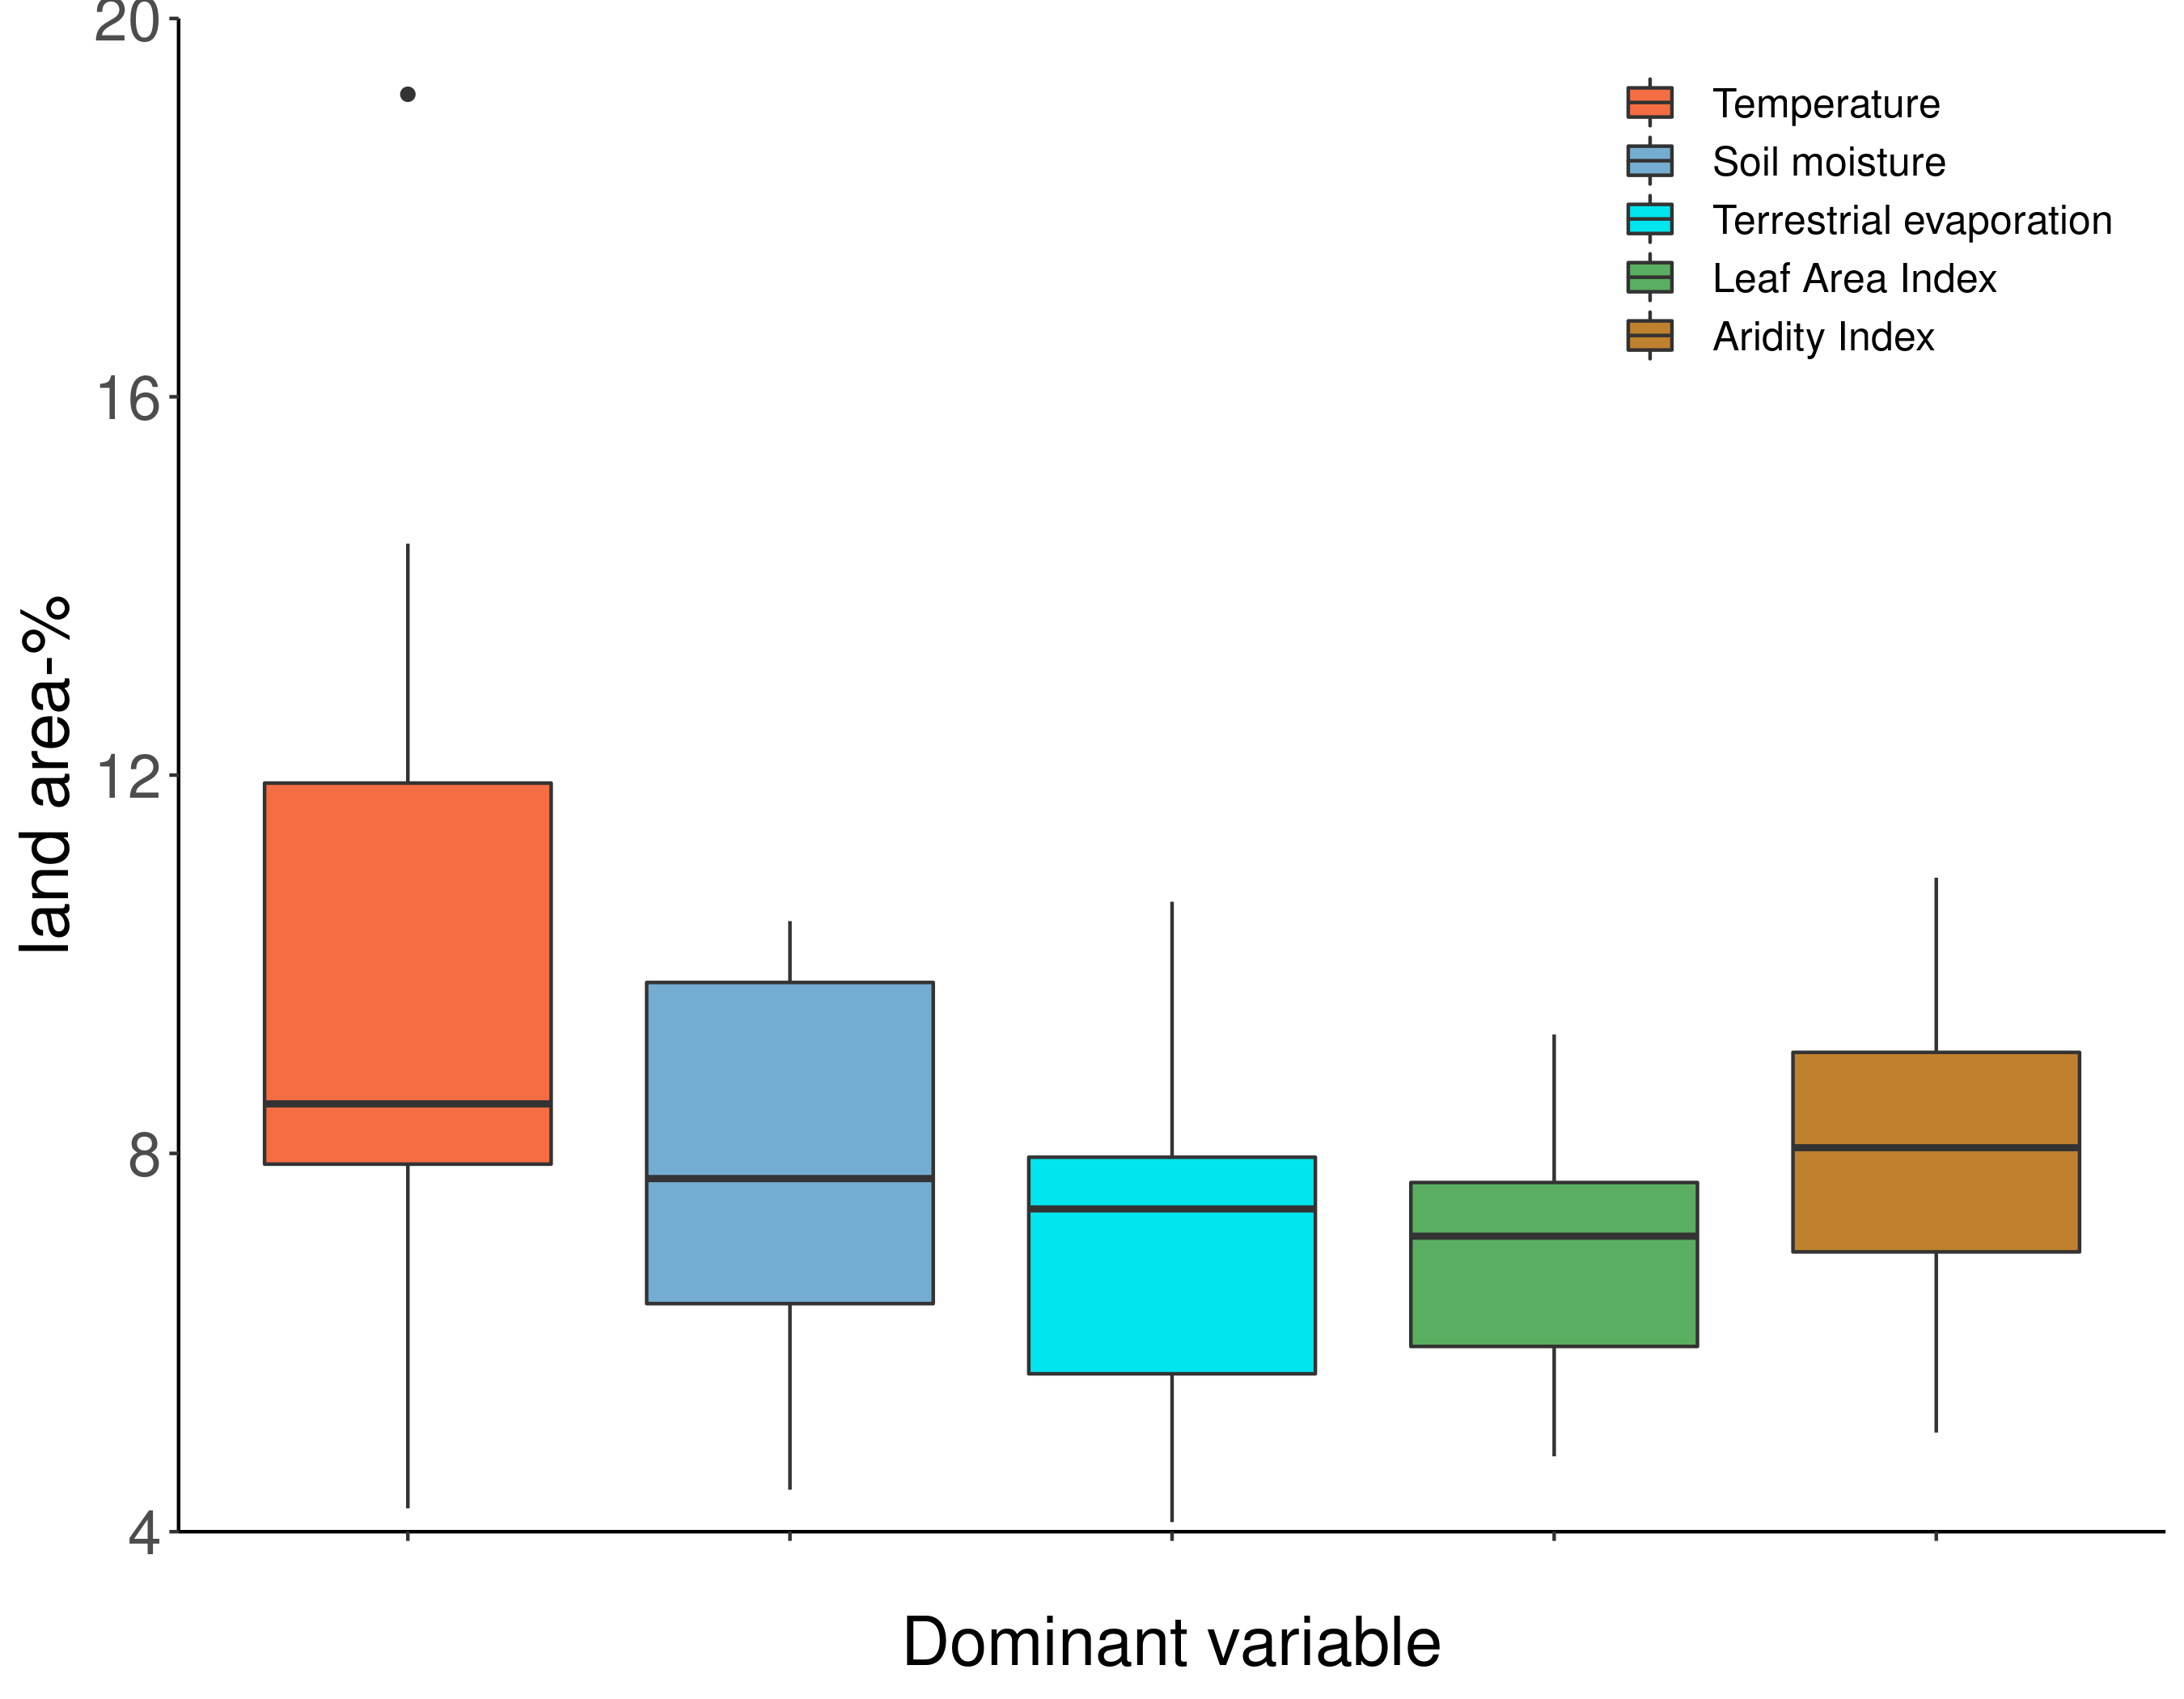 20
16
12
8
4
land area-%
Temperature
Soil moisture
Terrestrial evaporation
Leaf Area Index
Aridity Index
Dominant variable